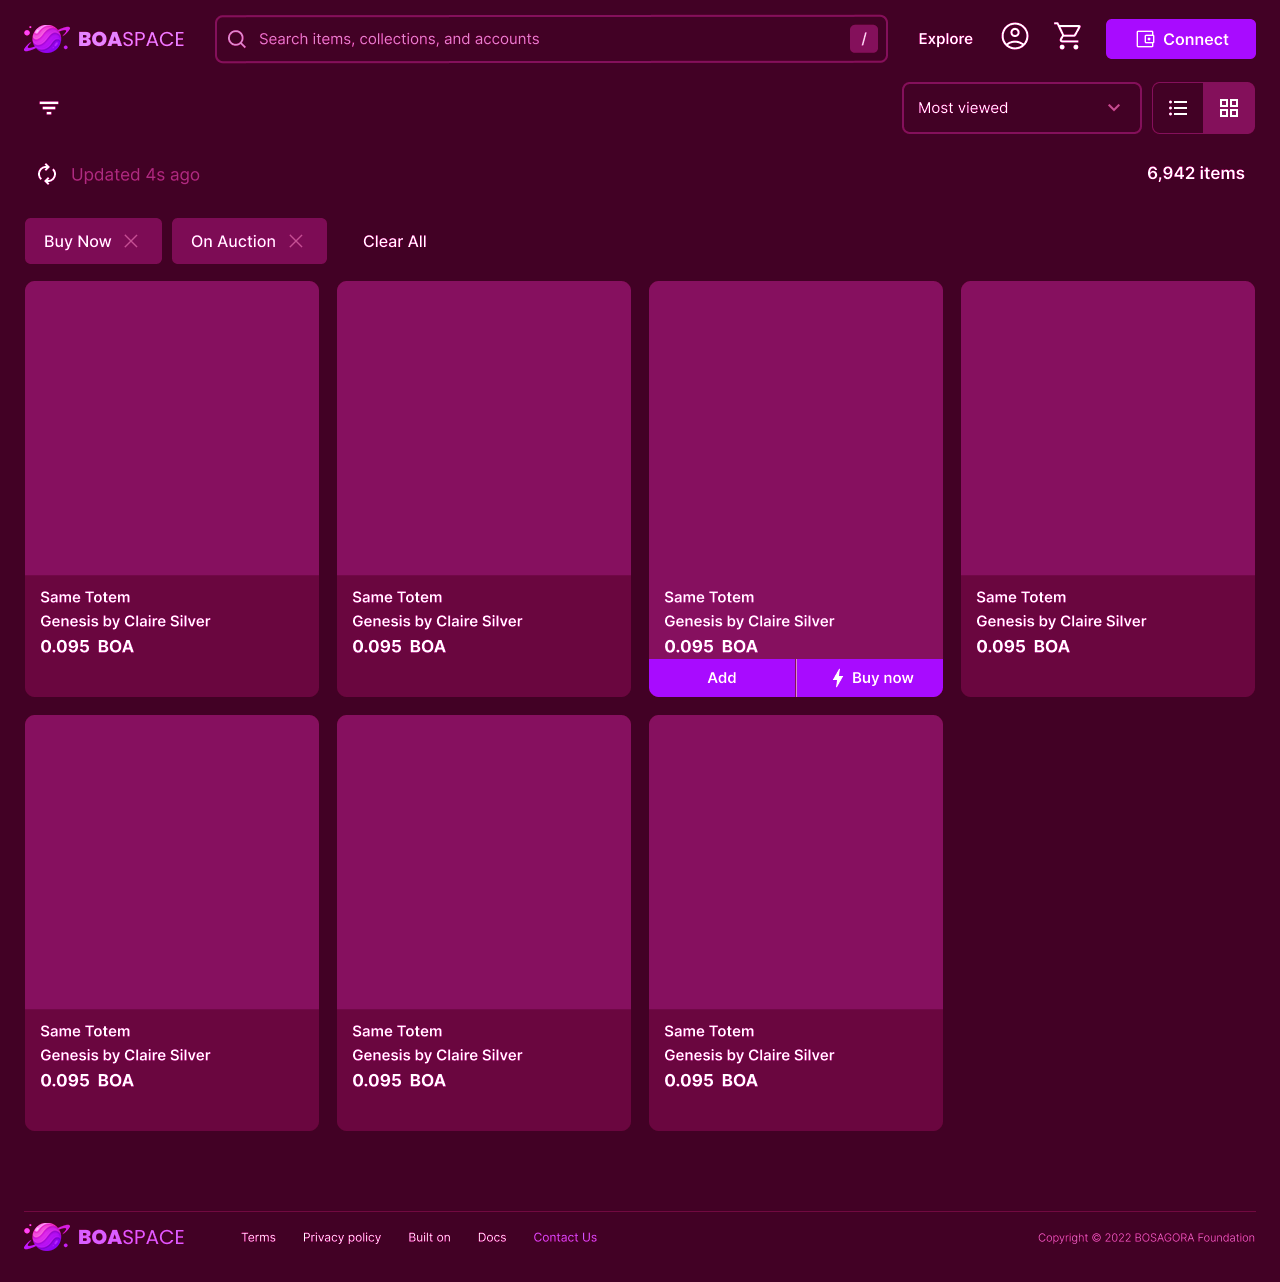 BOASPACE
Search items, collections, and accounts
/
Explore
Connect
Most viewed
Updated 4s ago
6,942 items
Buy Now
On Auction
Clear All
Same Totem
Genesis by Claire Silver
0.095 BOA
Same Totem
Genesis by Claire Silver
0.095 BOA
Same Totem
Genesis by Claire Silver
0.095 BOA
Add
Buy now
Same Totem
Genesis by Claire Silver
0.095 BOA
Same Totem
Genesis by Claire Silver
0.095 BOA
Same Totem
Genesis by Claire Silver
0.095 BOA
Same Totem
Genesis by Claire Silver
0.095 BOA
BOASPACE
Terms
Privacy policy
Built on
Docs
Contact Us
Copyright © 2022 BOSAGORA Foundation